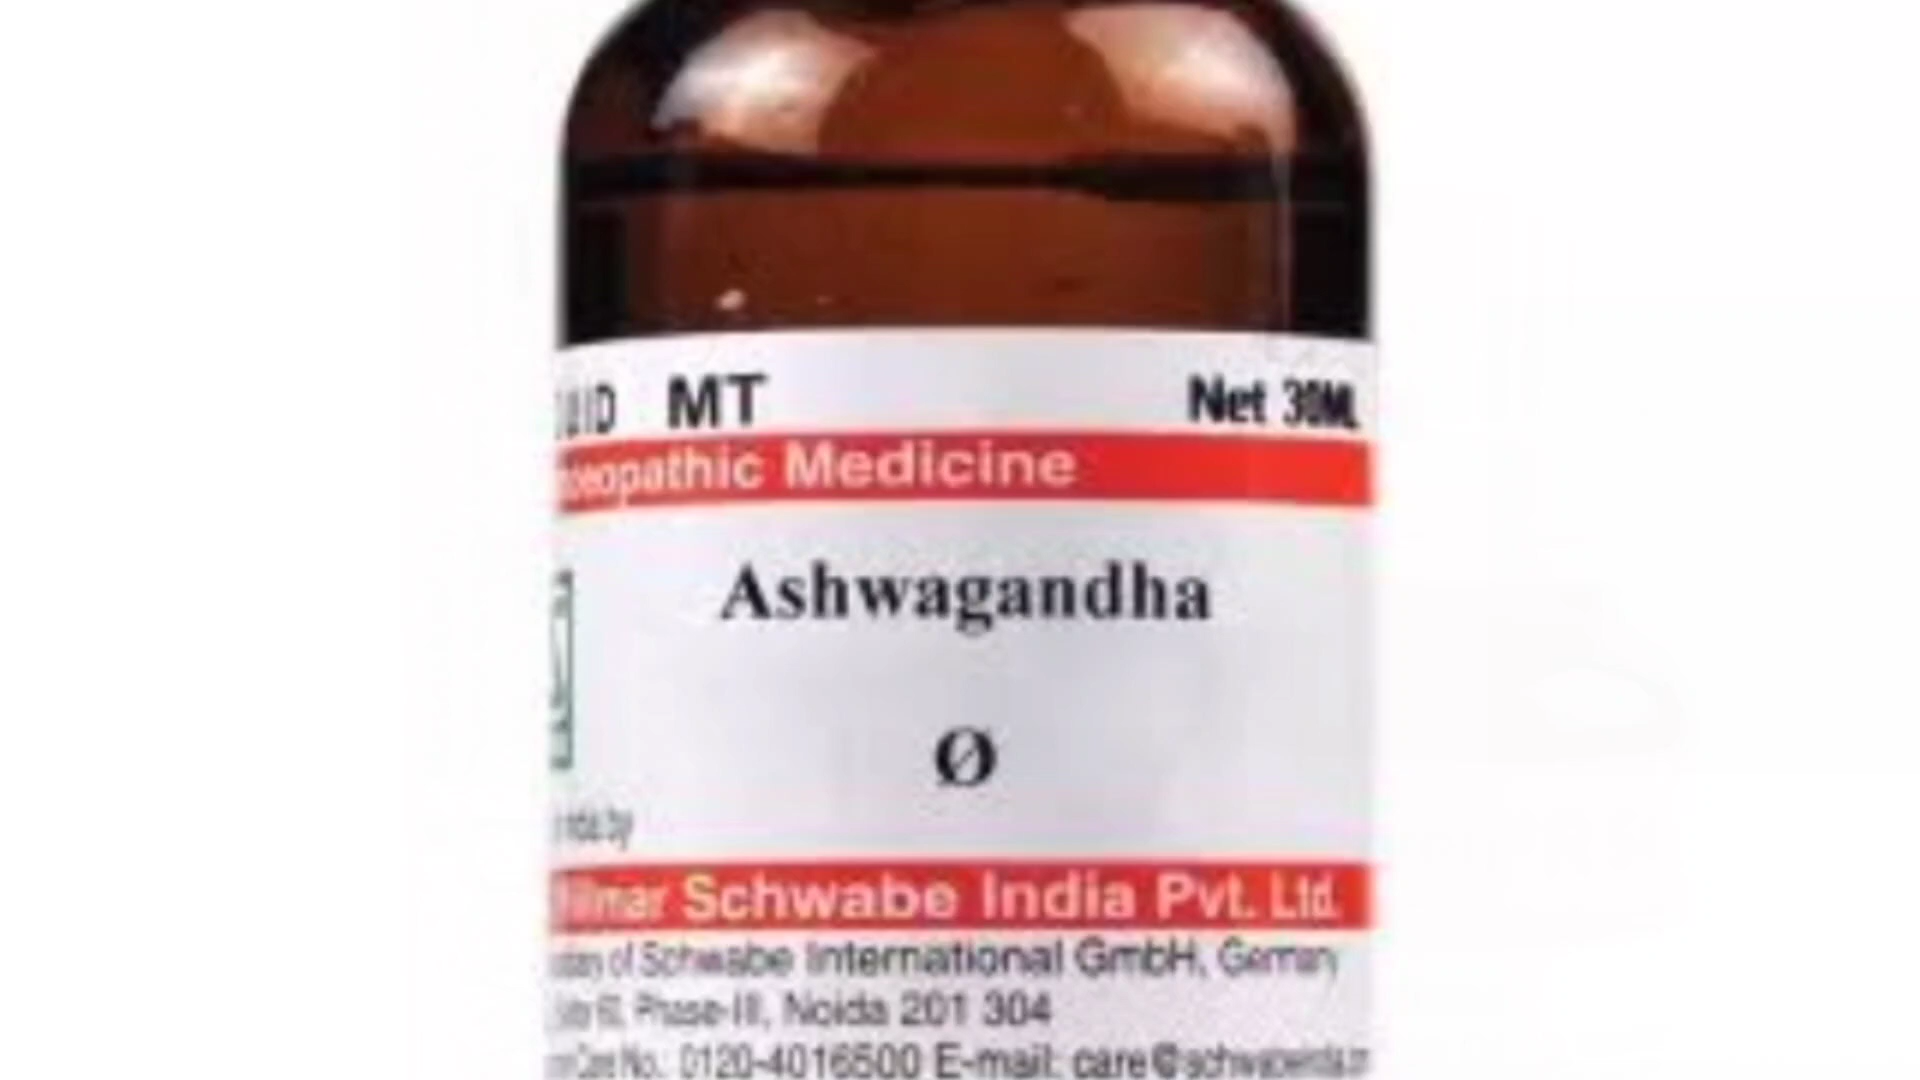 MT Net 30ML
Medicine
Ashwagandha
Ø
Schwabe India Pvt. Ltd.
of Schwabe International GmbH, Germany
Phase-III, Noida 201 304
No. 0120-4016500 E-mail: